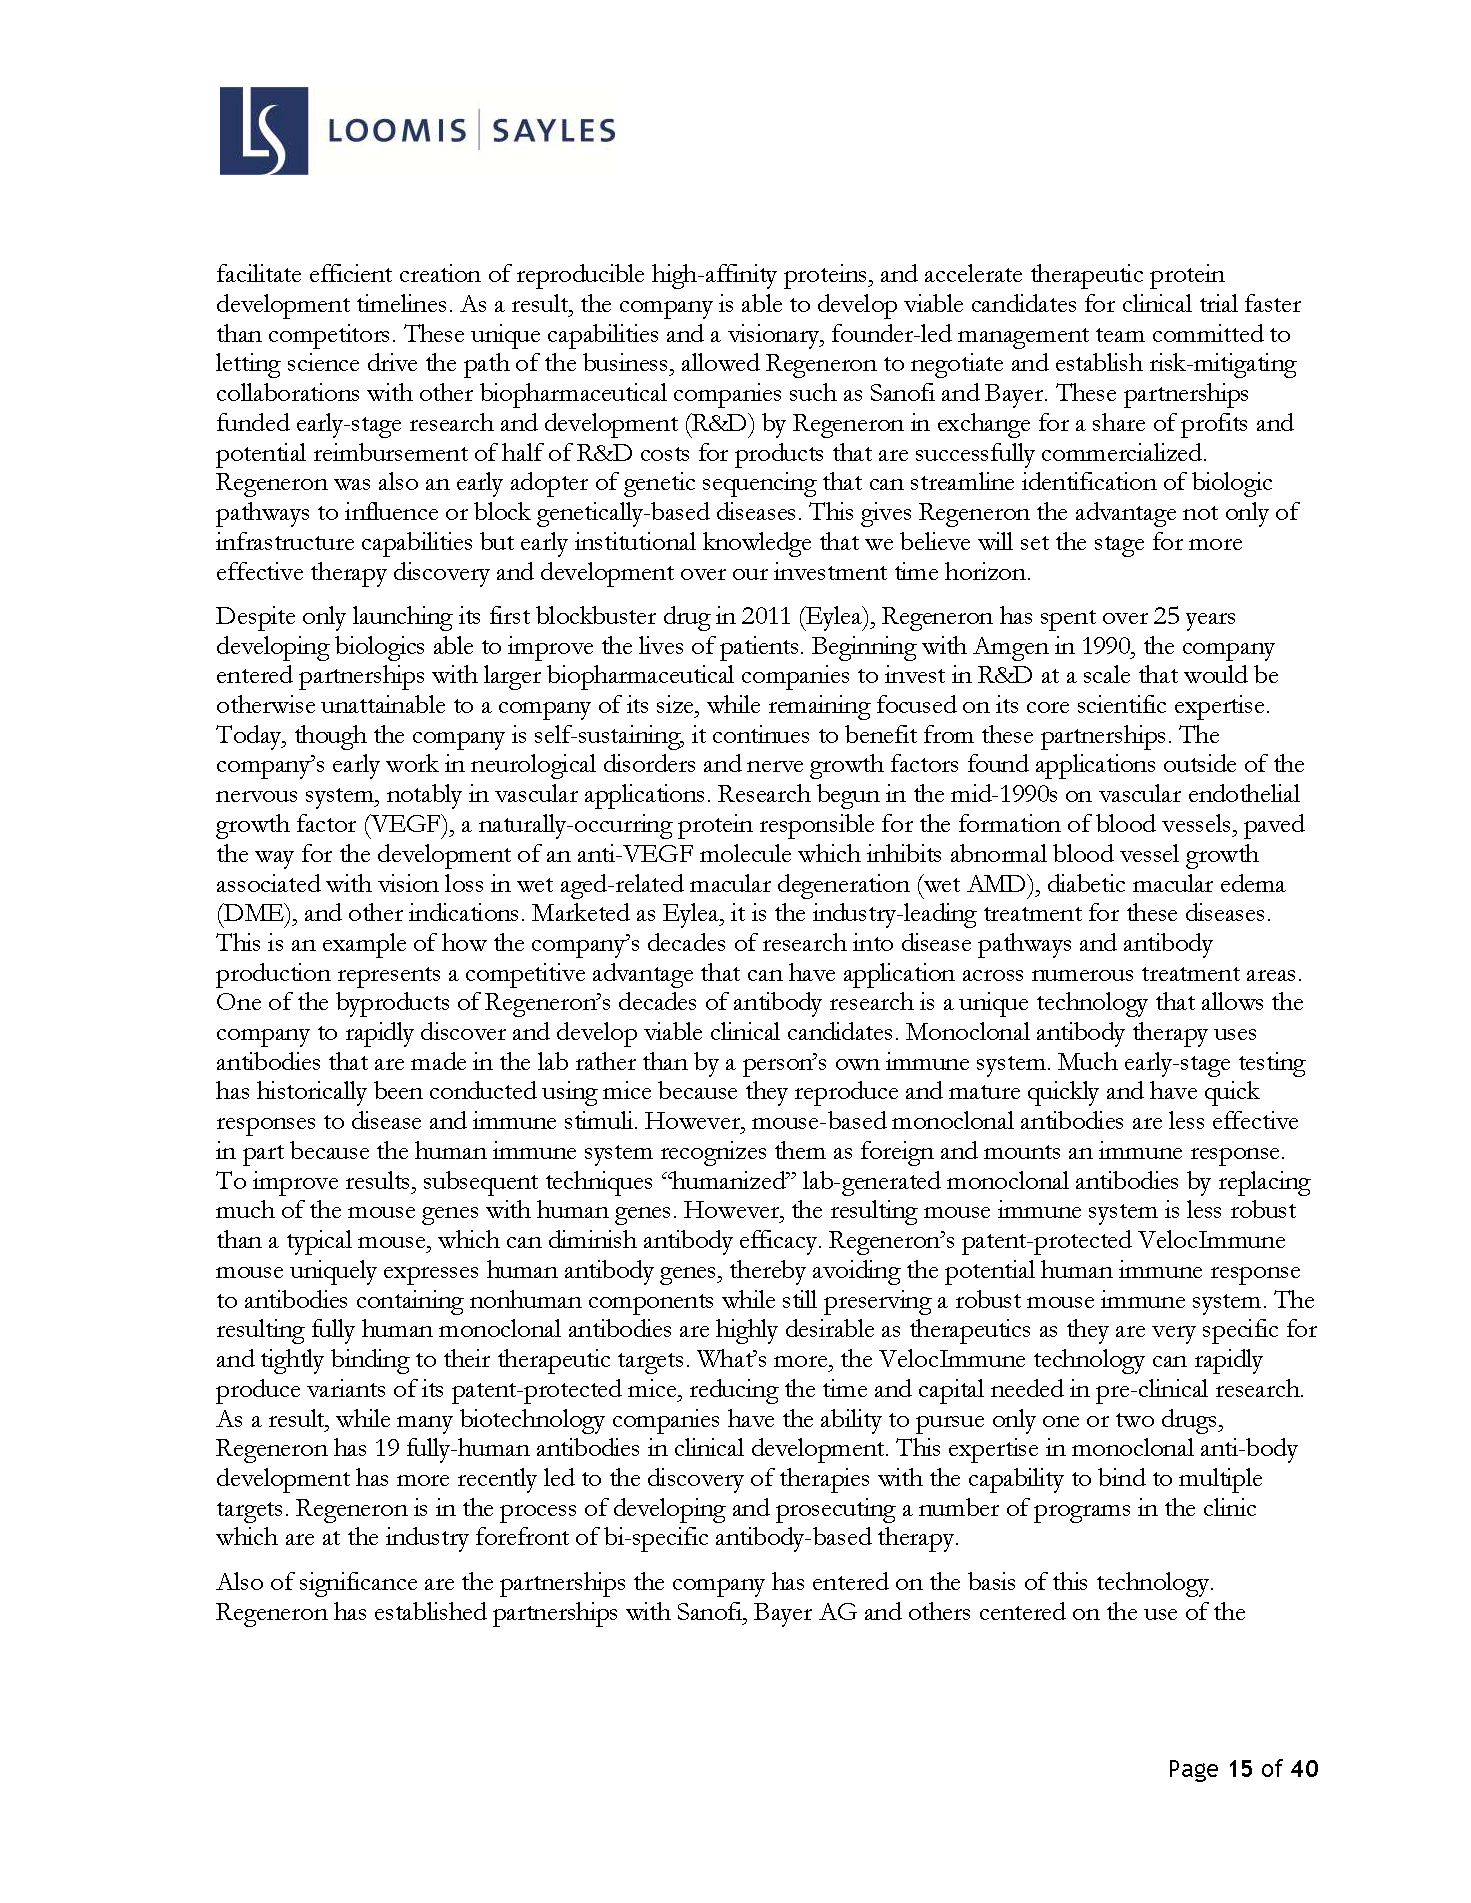 LS LOOMIS | SAYLES
facilitate efficient creation of reproducible high-affinity proteins, and accelerate therapeutic protein
development timelines. As a result, the company is able to develop viable candidates for clinical trial faster
than competitors. These unique capabilities and a visionary, founder-led management team committed to
letting science drive the path of the business, allowed Regeneron to negotiate and establish risk-mitigating
collaborations with other biopharmaceutical companies such as Sanofi and Bayer. These partnerships
funded early-stage research and development (R&D) by Regeneron in exchange for a share of profits and
potential reimbursement of half of R&D costs for products that are successfully commercialized.
Regeneron was also an early adopter of genetic sequencing that can streamline identification of biologic
pathways to influence or block genetically-based diseases. This gives Regeneron the advantage not only of
infrastructure capabilities but early institutional knowledge that we believe will set the stage for more
effective therapy discovery and development over our investment time horizon.
Despite only launching its first blockbuster drug in 2011 (Eylea), Regeneron has spent over 25 years
developing biologics able to improve the lives of patients. Beginning with Amgen in 1990, the company
entered partnerships with larger biopharmaceutical companies to invest in R&D at a scale that would be
otherwise unattainable to a company of its size, while remaining focused on its core scientific expertise.
Today, though the company is self-sustaining, it continues to benefit from these partnerships. The
company’s early work in neurological disorders and nerve growth factors found applications outside of the
nervous system, notably in vascular applications. Research begun in the mid-1990s on vascular endothelial
growth factor (VEGF), a naturally-occurring protein responsible for the formation of blood vessels, paved
the way for the development of an anti-VEGF molecule which inhibits abnormal blood vessel growth
associated with vision loss in wet aged-related macular degeneration (wet AMD), diabetic macular edema
(DME), and other indications. Marketed as Eylea, it is the industry-leading treatment for these diseases.
This is an example of how the company’s decades of research into disease pathways and antibody
production represents a competitive advantage that can have application across numerous treatment areas.
One of the byproducts of Regeneron’s decades of antibody research is a unique technology that allows the
company to rapidly discover and develop viable clinical candidates. Monoclonal antibody therapy uses
antibodies that are made in the lab rather than by a person’s own immune system. Much early-stage testing
has historically been conducted using mice because they reproduce and mature quickly and have quick
responses to disease and immune stimuli. However, mouse-based monoclonal antibodies are less effective
in part because the human immune system recognizes them as foreign and mounts an immune response.
To improve results, subsequent techniques “humanized” lab-generated monoclonal antibodies by replacing
much of the mouse genes with human genes. However, the resulting mouse immune system is less robust
than a typical mouse, which can diminish antibody efficacy. Regeneron’s patent-protected VelocImmune
mouse uniquely expresses human antibody genes, thereby avoiding the potential human immune response
to antibodies containing nonhuman components while still preserving a robust mouse immune system. The
resulting fully human monoclonal antibodies are highly desirable as therapeutics as they are very specific for
and tightly binding to their therapeutic targets. What’s more, the VelocImmune technology can rapidly
produce variants of its patent-protected mice, reducing the time and capital needed in pre-clinical research.
As a result, while many biotechnology companies have the ability to pursue only one or two drugs,
Regeneron has 19 fully-human antibodies in clinical development. This expertise in monoclonal anti-body
development has more recently led to the discovery of therapies with the capability to bind to multiple
targets. Regeneron is in the process of developing and prosecuting a number of programs in the clinic
which are at the industry forefront of bi-specific antibody-based therapy.
Also of significance are the partnerships the company has entered on the basis of this technology.
Regeneron has established partnerships with Sanofi, Bayer AG and others centered on the use of the
Page 15 of 40